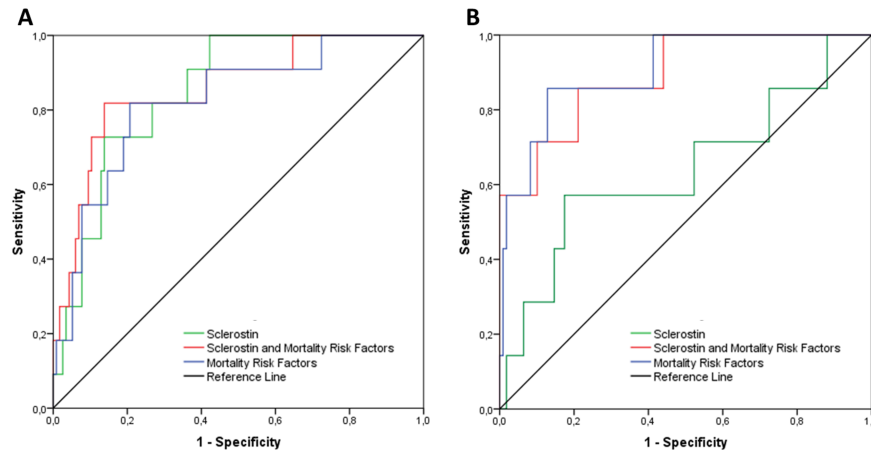 A
1,0
0,8
0,6
0,4
0,2
0,0
Sensitivity
Sclerostin
Sclerostin and Mortality Risk Factors
Mortality Risk Factors
Reference Line
0,0 0,2 0,4 0,6 0,8 1,0
1 - Specificity
B
1,0
0,8
0,6
0,4
0,2
0,0
Sensitivity
Sclerostin
Sclerostin and Mortality Risk Factors
Mortality Risk Factors
Reference Line
0,0 0,2 0,4 0,6 0,8 1,
1 - Specificity